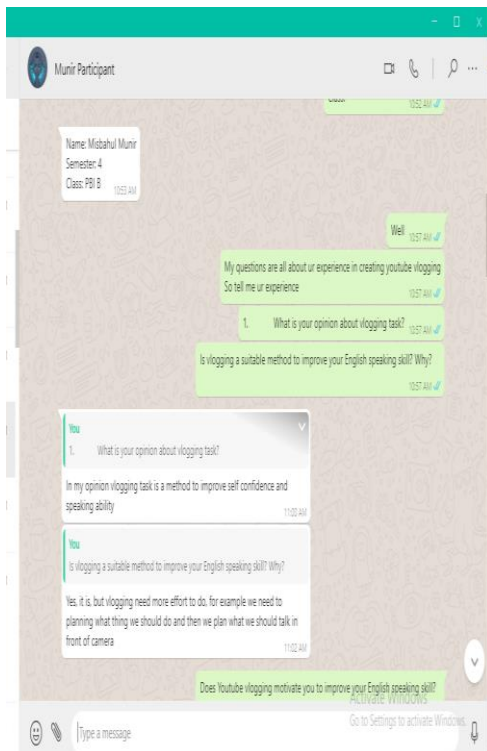 Munir Participant
Class:
10:52 AM
Name: Misbahul Munir
Semester: 4
Class: PBI B
10:53 AM
Well
10:57 AM
My questions are all about ur experience in creating youtube vlogging
So tell me ur experience
10:57 AM
1. What is your opinion about vlogging task?
10:57 AM
Is vlogging a suitable method to improve your English speaking skill? Why?
10:57 AM
You
1. What is your opinion about vlogging task?
In my opinion vlogging task is a method to improve self confidence and
speaking ability
11:00 AM
You
Is vlogging a suitable method to improve your English speaking skill? Why?
Yes, it is, but vlogging need more effort to do, for example we need to
planning what thing we should do and then we plan what we should talk in
front of camera
11:02 AM
Does Youtube vlogging motivate you to improve your English speaking skill?
Activate Windows
Go to Settings to activate Windows.
Type a message